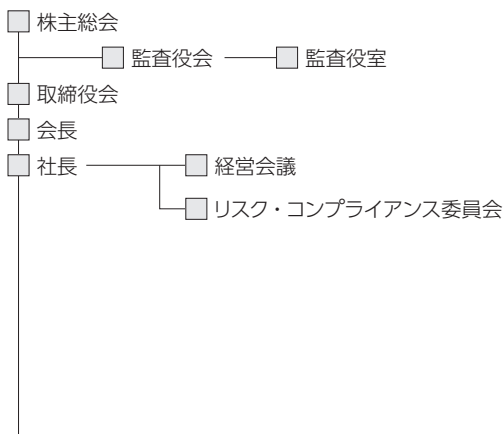 株主総会
監査役会 監査役室
取締役会
会長
社長 経営会議
リスク・コンプライアンス委員会